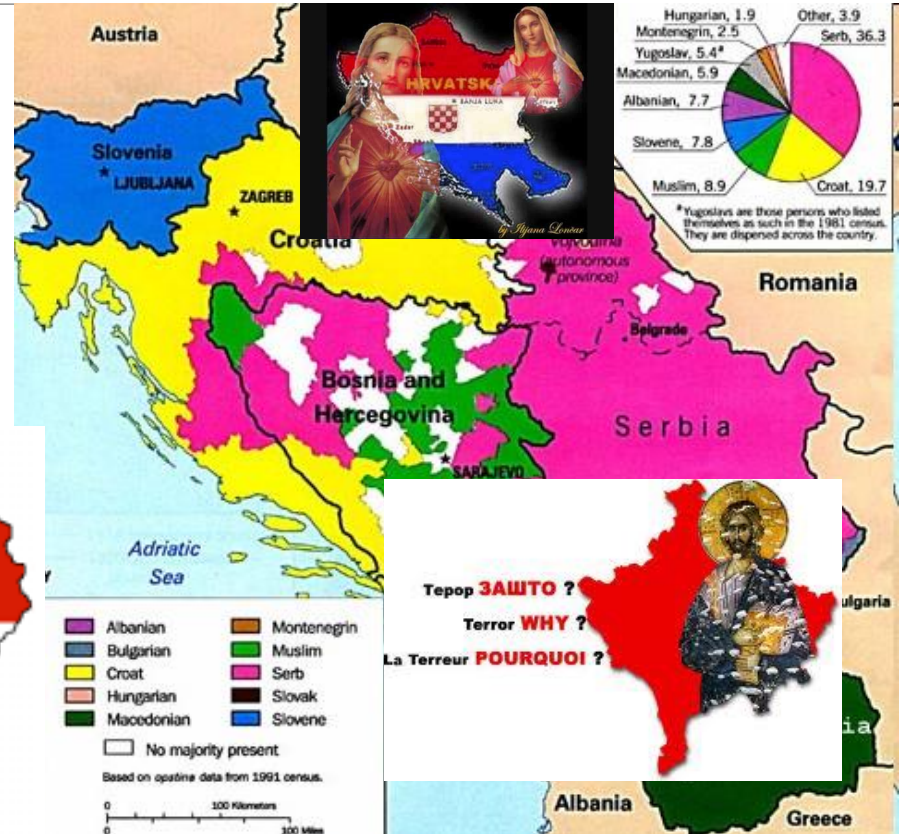 Austria
Slovenia
LJUBLJANA
ZAGREB
Croatia
HRVATSKA
BANJA LUKA
Zadar
by Iljana Lončar
Hungarian, 1.9
Other, 3.9
Montenegrin, 2.5
Serb, 36.3
Yugoslav, 5.4*
Macedonian, 5.9
Albanian, 7.7
Slovene, 7.8
Muslim, 8.9
Croat, 19.7
*Yugoslavs are those persons who listed
themselves as such in the 1981 census.
They are dispersed across the country.
Vojvodina
(autonomous
province)
Romania
Belgrade
Bosnia and
Hercegovina
Serbia
SARAJEVO
Adriatic
Sea
Терор ЗАШТО ?
Terror WHY ?
La Terreur POURQUOI ?
ulgaria
Albanian
Bulgarian
Croat
Hungarian
Macedonian
Montenegrin
Muslim
Serb
Slovak
Slovene
No majority present
Based on opstina data from 1991 census.
0 100 Kilometers
0 100 Miles
ia
Albania
Greece